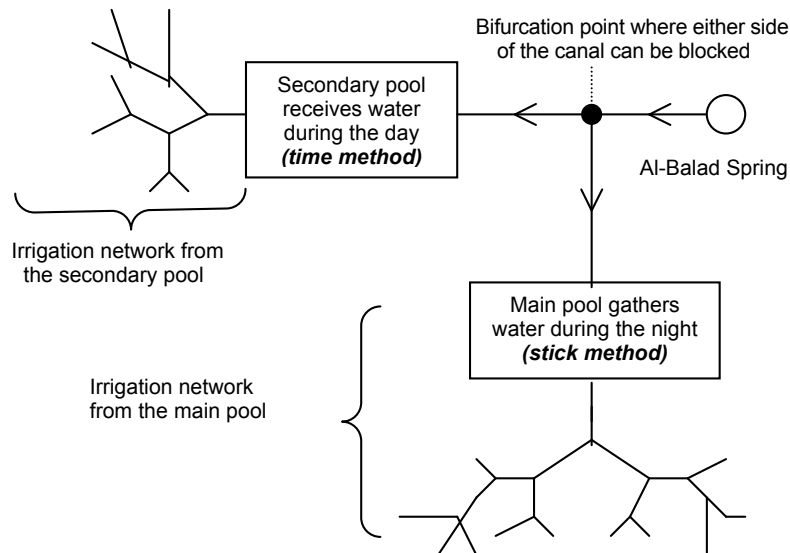 Bifurcation point where either side
of the canal can be blocked
Secondary pool
receives water
during the day
(time method)
Al-Balad Spring
Irrigation network from
the secondary pool
Main pool gathers
water during the night
(stick method)
Irrigation network
from the main pool